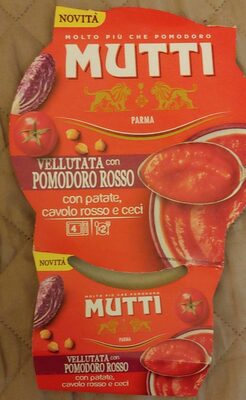 NOVITÀ
MOLTO PIÙ CHE POMODORO
MUTTI
PARMA
VELLUTATA con
POMODORO ROSSO
con patate,
cavolo rosso e ceci
NOVITÀ
MOLTO PIÙ CHE POMODORO
MUTTI
PARMA
VELLUTATA con
POMODORO ROSSO
con patate,
cavolo rosso e ceci